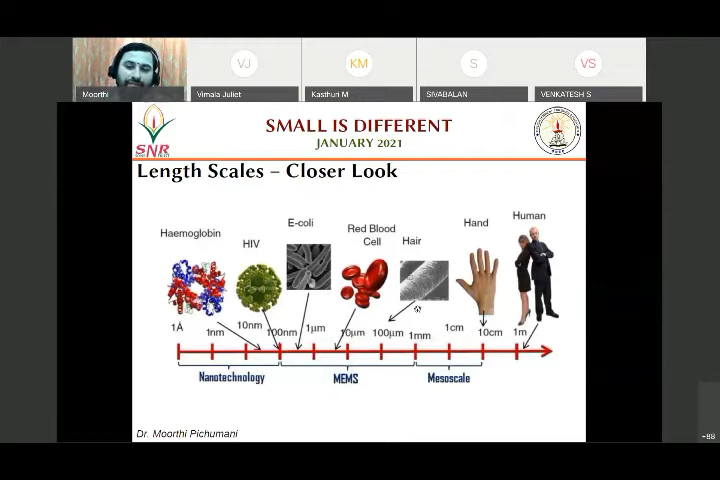 VJ
KM
S
VS
Moorthi
Vimala Juliet
Kasthuri M
SIVABALAN
VENKATESH S
SNR
SMALL IS DIFFERENT
JANUARY 2021
Length Scales – Closer Look
Haemoglobin
HIV
E-coli
Red Blood
Cell
Hair
Hand
Human
1Å
1nm
10nm
100nm
1μm
10μm
100μm
1mm
1cm
10cm
1m
Nanotechnology
MEMS
Mesoscale
Dr. Moorthi Pichumani
+88